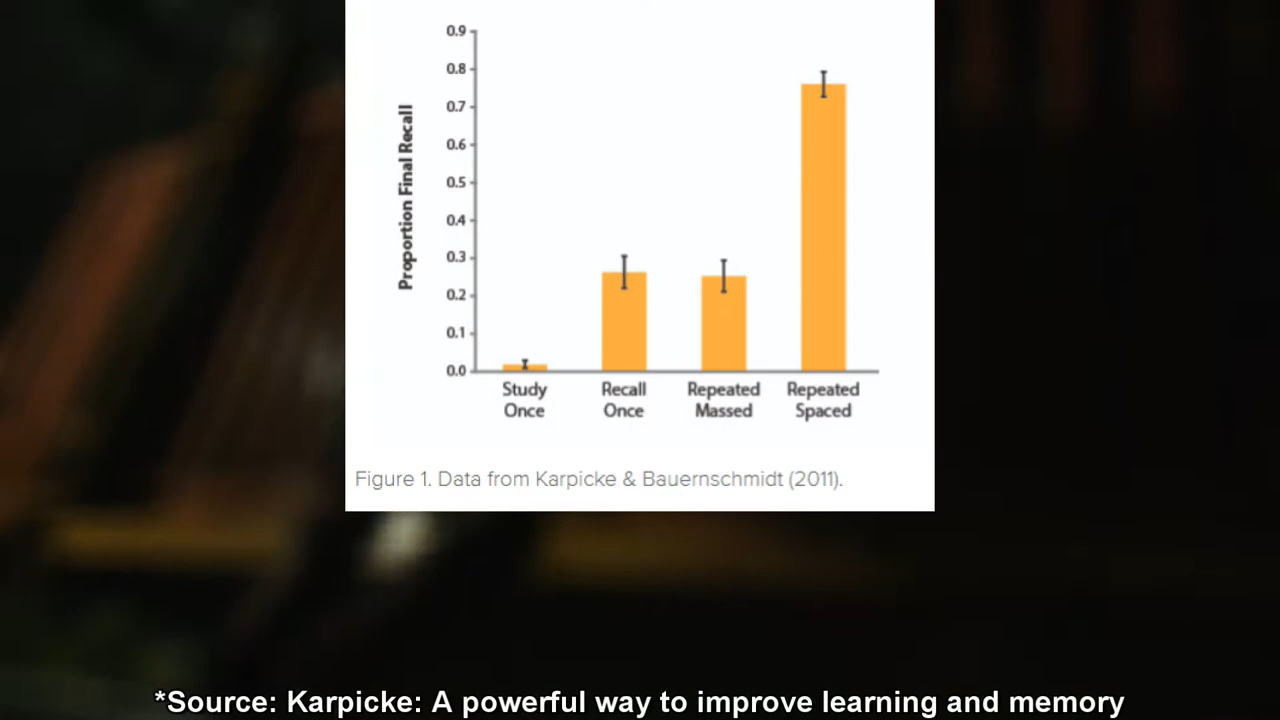 0.9
0.8
0.7
0.6
0.5
0.4
0.3
0.2
0.1
0.0
Proportion Final Recall
Study
Once
Recall
Once
Repeated
Massed
Repeated
Spaced
Figure 1. Data from Karpicke & Bauernschmidt (2011).
*Source: Karpicke: A powerful way to improve learning and memory